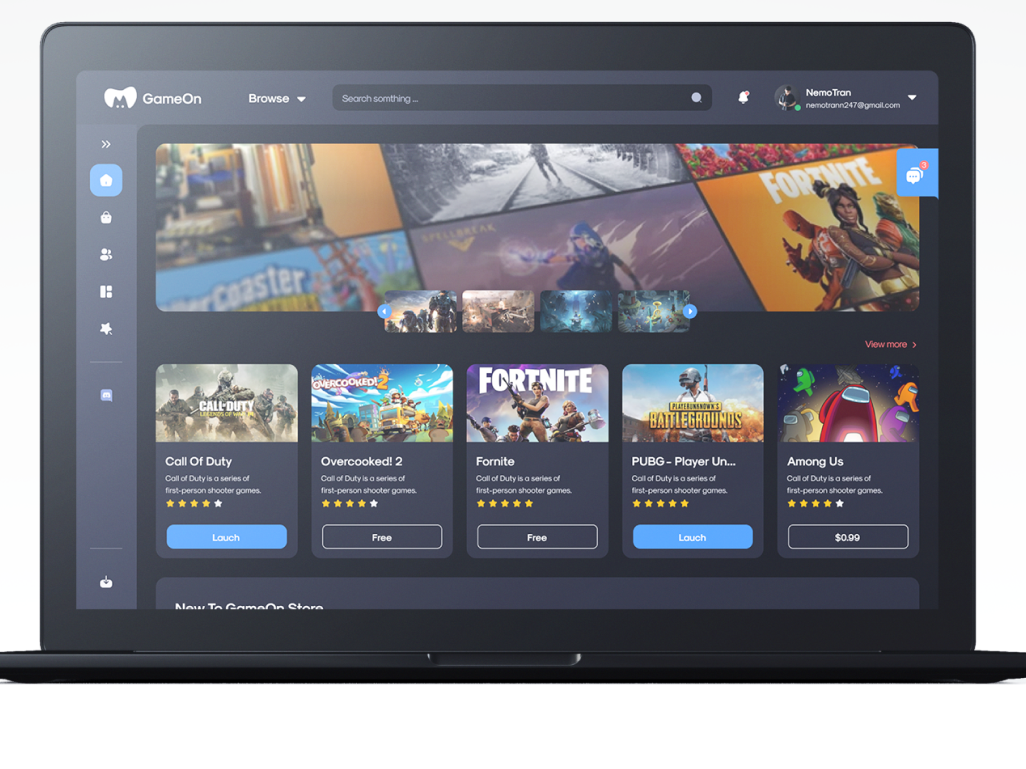 GameOn
Browse
Search somthing ...
NemoTran
nemotrann247@gmail.com
3
FORTNITE
SPELLBREAK
erCoaster
View more >
CALL·DUTY
LEGENDS OF WAR
OVERCOOKED! 2
FORTNITE
PLAYERUNKNOWN'S
BATTLEGROUNDS
Call Of Duty
Call of Duty is a series of
first-person shooter games.
Lauch
Overcooked! 2
Call of Duty is a series of
first-person shooter games.
Free
Fornite
Call of Duty is a series of
first-person shooter games.
Free
PUBG - Player Un...
Call of Duty is a series of
first-person shooter games.
Lauch
Among Us
Call of Duty is a series of
first-person shooter games.
$0.99
New To GameOn Store